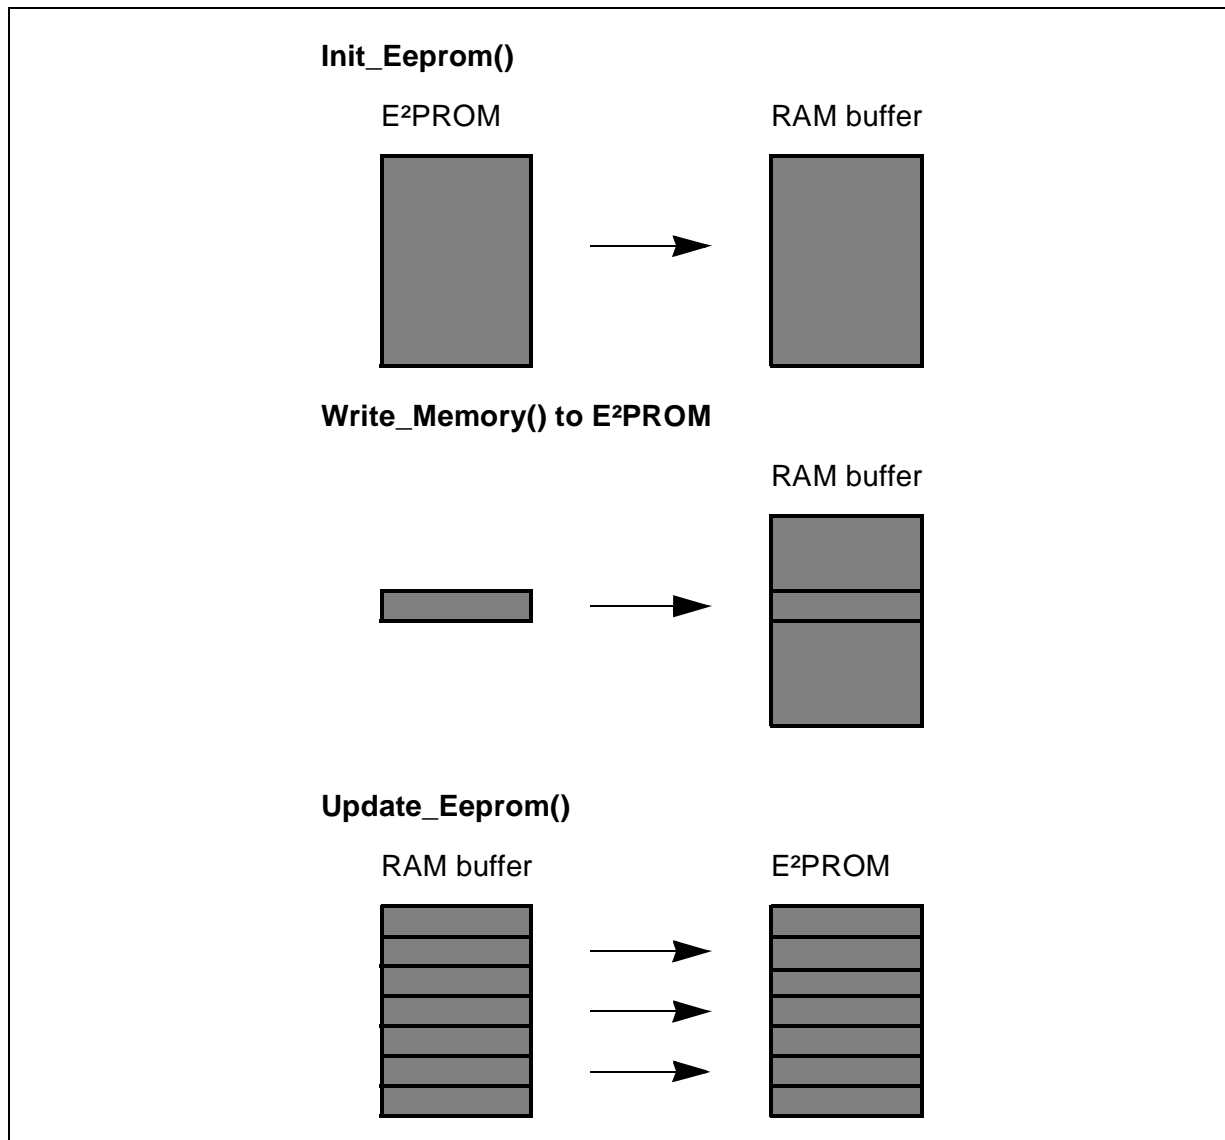 Init_Eeprom()
E²PROM RAM buffer
Write_Memory() to E²PROM
RAM buffer
Update_Eeprom()
RAM buffer E²PROM